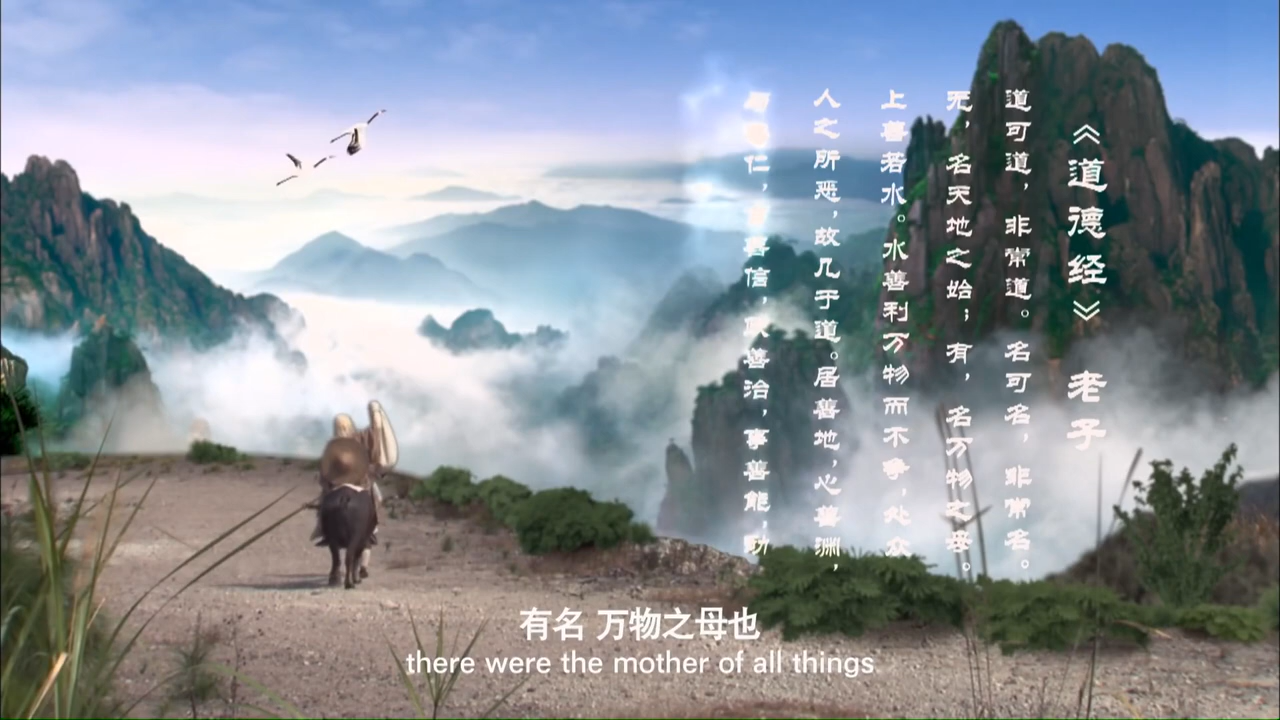 《道德经》 老子
道可道，非常道。名可名，非常名。
无，名天地之始；有，名万物之母。
上善若水。水善利万物而不争，处众
人之所恶，故几于道。居善地，心善渊，
善仁，善信，政善治，事善能，动
有名 万物之母也
there were the mother of all things